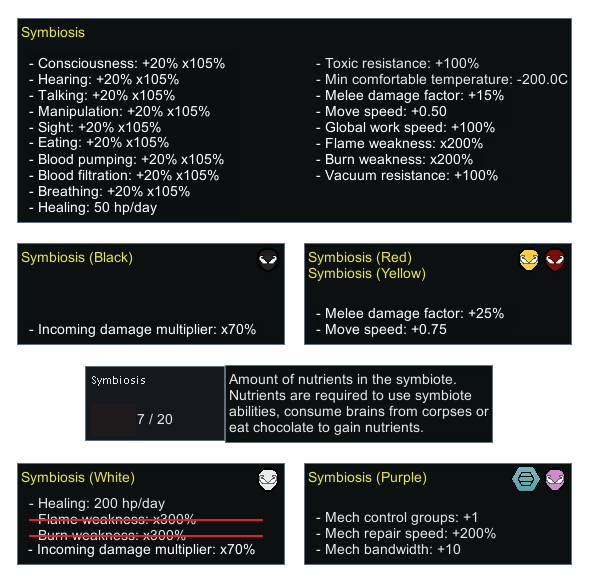 Symbiosis
- Consciousness: +20% x105%
- Hearing: +20% x105%
- Talking: +20% x105%
- Manipulation: +20% x105%
- Sight: +20% x105%
- Eating: +20% x105%
- Blood pumping: +20% x105%
- Blood filtration: +20% x105%
- Breathing: +20% x105%
- Healing: 50 hp/day
- Toxic resistance: +100%
- Min comfortable temperature: -200.0C
- Melee damage factor: +15%
- Move speed: +0.50
- Global work speed: +100%
- Flame weakness: x200%
- Burn weakness: x200%
- Vacuum resistance: +100%
Symbiosis (Black)
- Incoming damage multiplier: x70%
Symbiosis (Red)
Symbiosis (Yellow)
- Melee damage factor: +25%
- Move speed: +0.75
Symbiosis
7 / 20
Amount of nutrients in the symbiote.
Nutrients are required to use symbiote
abilities, consume brains from corpses or
eat chocolate to gain nutrients.
Symbiosis (White)
- Healing: 200 hp/day
- Flame weakness: x300%
- Burn weakness: x300%
- Incoming damage multiplier: x70%
Symbiosis (Purple)
- Mech control groups: +1
- Mech repair speed: +200%
- Mech bandwidth: +10